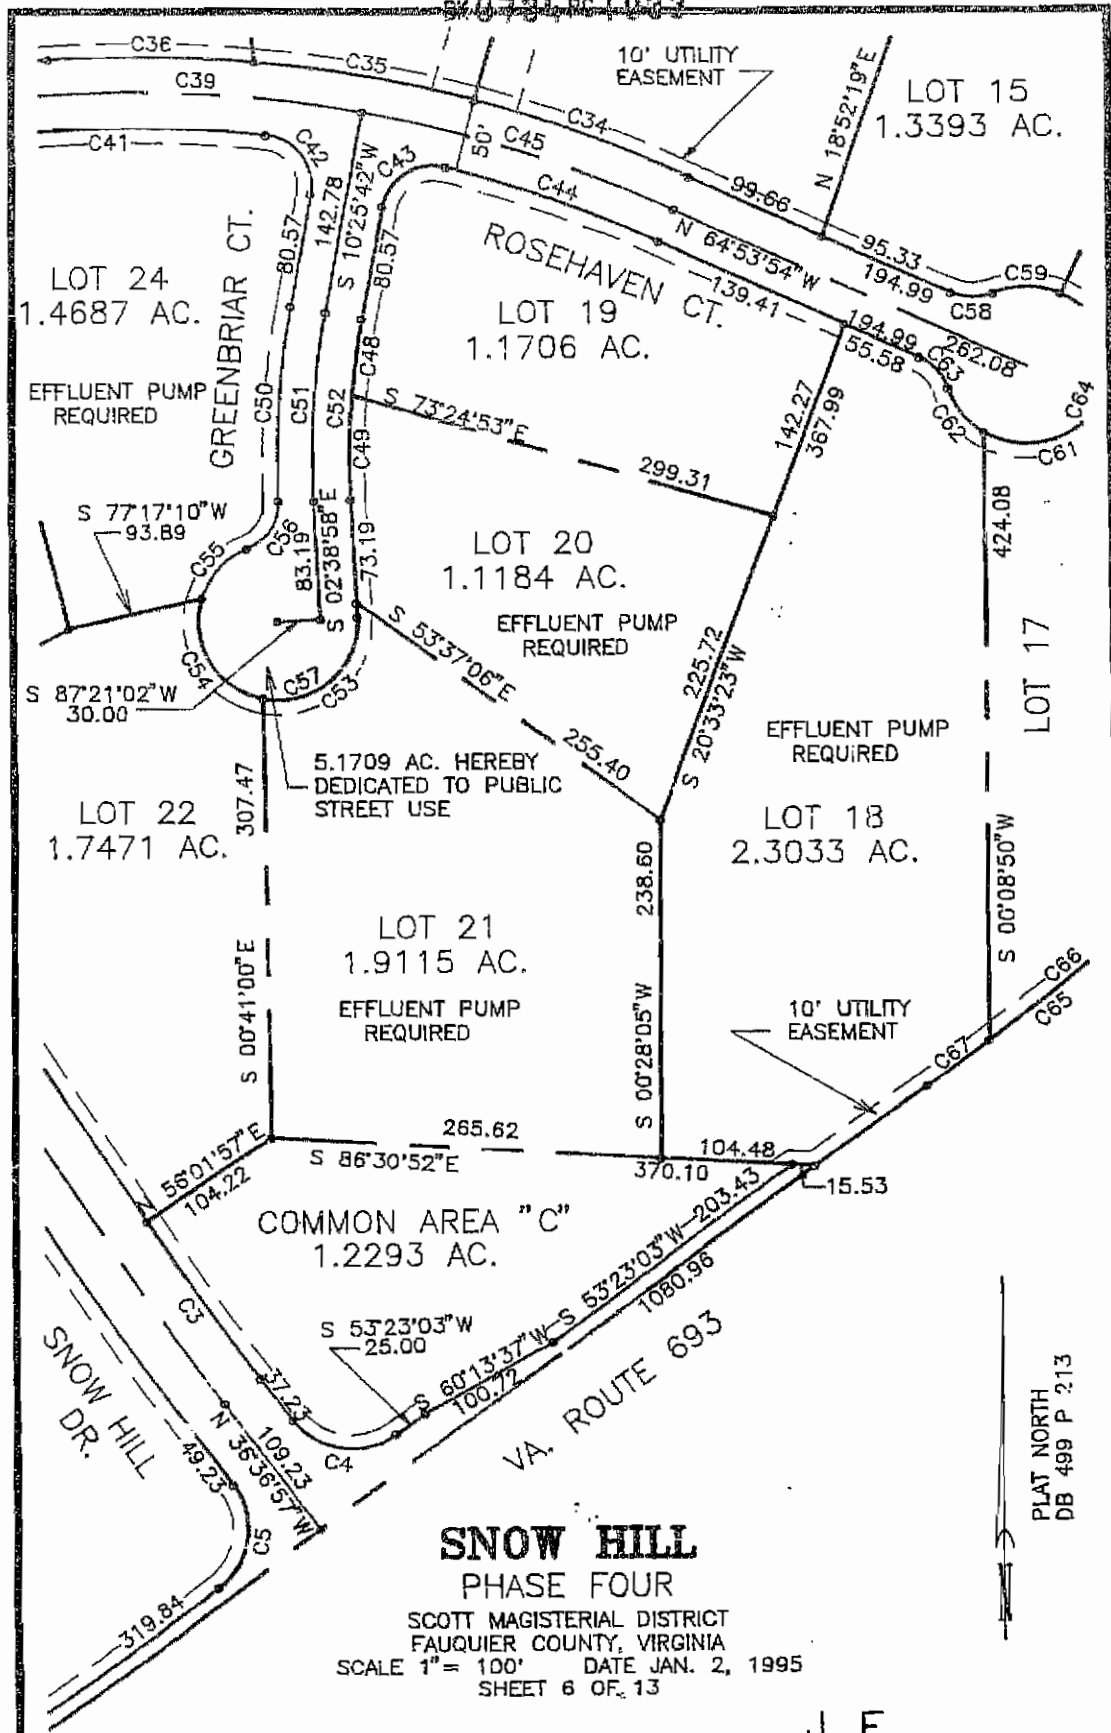 C36
C35
C39
C34
10' UTILITY
EASEMENT
N 18°52'19"E
LOT 15
1.3393 AC.
C41
C42
C43
50'
C45
C44
99.66
95.33
194.99
C59
C58
142.78
S 10°25'42"W
80.57
80.57
GREENBRIAR CT.
ROSEHAVEN CT.
N 64°53'54"W
139.41
194.99
55.58
262.08
C63
C64
C62
C61
LOT 24
1.4687 AC.
EFFLUENT PUMP
REQUIRED
LOT 19
1.1706 AC.
C48
C50
C51
C52
C49
S 73°24'53"E
299.31
142.27
367.99
424.08
S 77°17'10"W
93.89
C55
C56
83.19
S 02°38'58"E
73.19
LOT 20
1.1184 AC.
EFFLUENT PUMP
REQUIRED
S 53°37'06"E
255.40
225.72
S 20°33'23"W
LOT 17
C54
C57
C53
S 87°21'02"W
30.00
5.1709 AC. HEREBY
DEDICATED TO PUBLIC
STREET USE
EFFLUENT PUMP
REQUIRED
LOT 18
2.3033 AC.
LOT 22
1.7471 AC.
307.47
S 00°41'00"E
238.60
S 00°28'05"W
S 00°08'50"W
LOT 21
1.9115 AC.
EFFLUENT PUMP
REQUIRED
10' UTILITY
EASEMENT
C66
C65
C67
265.62
S 86°30'52"E
104.48
370.10
15.53
N 56°01'57"E
104.22
COMMON AREA "C"
1.2293 AC.
S 53°23'03"W
203.43
1080.96
C3
S 53°23'03"W
25.00
S 60°13'37"W
100.72
VA. ROUTE 693
SNOW HILL
DR.
37.23
C4
109.23
N 36°36'57"W
49.23
C5
319.84
PLAT NORTH
DB 499 P 213
N
SNOW HILL
PHASE FOUR
SCOTT MAGISTERIAL DISTRICT
FAUQUIER COUNTY, VIRGINIA
SCALE 1"= 100' DATE JAN. 2, 1995
SHEET 6 OF 13